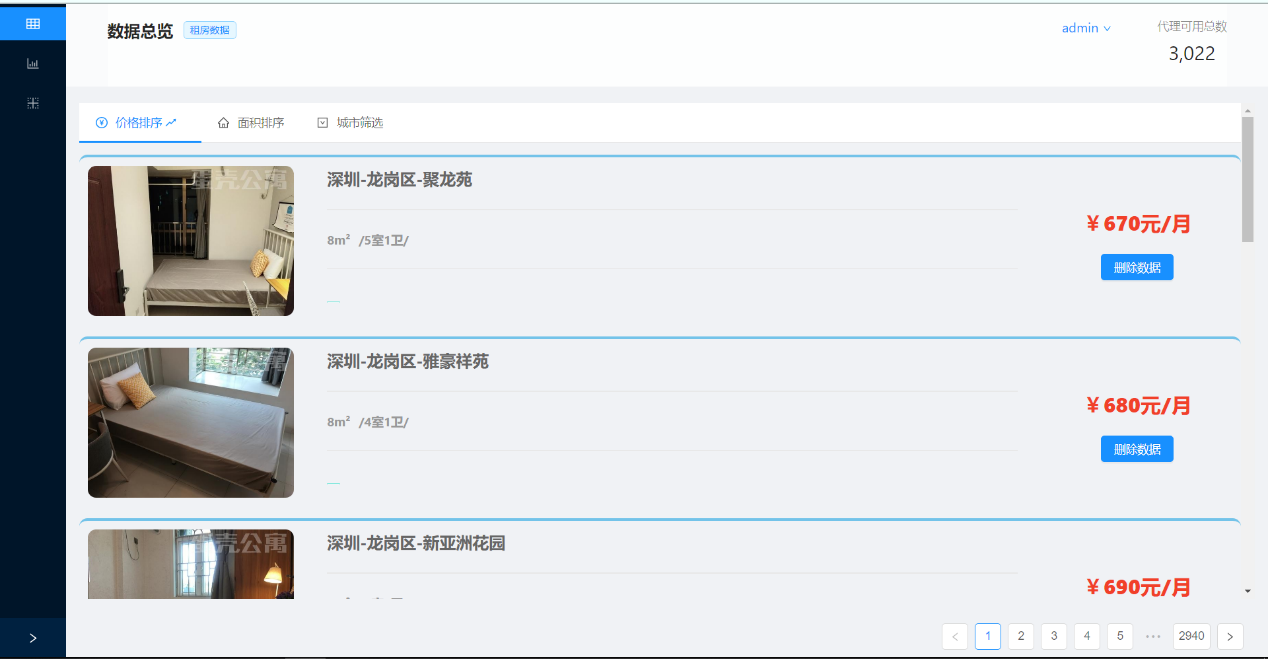 数据总览 租房数据
admin
代理可用总数
3,022
价格排序 面积排序 城市筛选
蛋壳公寓
深圳-龙岗区-聚龙苑
8m² /5室1卫/
¥ 670元/月
删除数据
深圳-龙岗区-雅豪祥苑
8m² /4室1卫/
¥ 680元/月
删除数据
蛋壳公寓
深圳-龙岗区-新亚洲花园
¥ 690元/月
1 2 3 4 5 ••• 2940